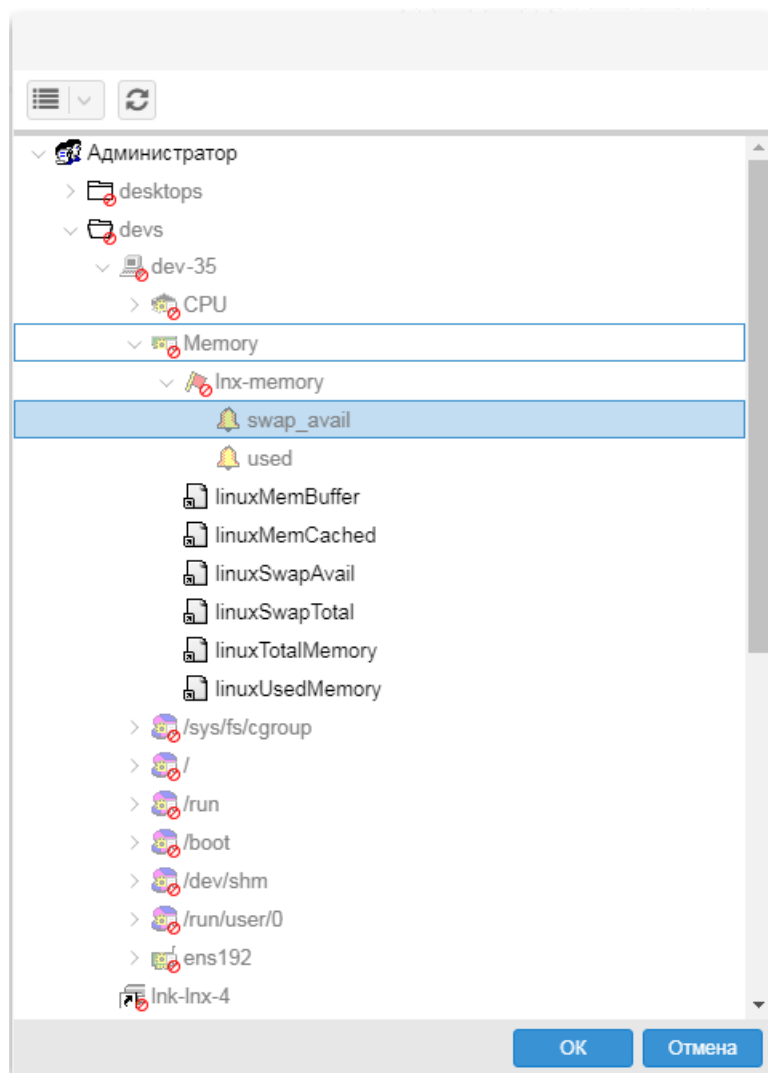 Администратор
desktops
devs
dev-35
CPU
Memory
lnx-memory
swap_avail
used
linuxMemBuffer
linuxMemCached
linuxSwapAvail
linuxSwapTotal
linuxTotalMemory
linuxUsedMemory
/sys/fs/cgroup
/
/run
/boot
/dev/shm
/run/user/0
ens192
lnk-lnx-4
ОК Отмена